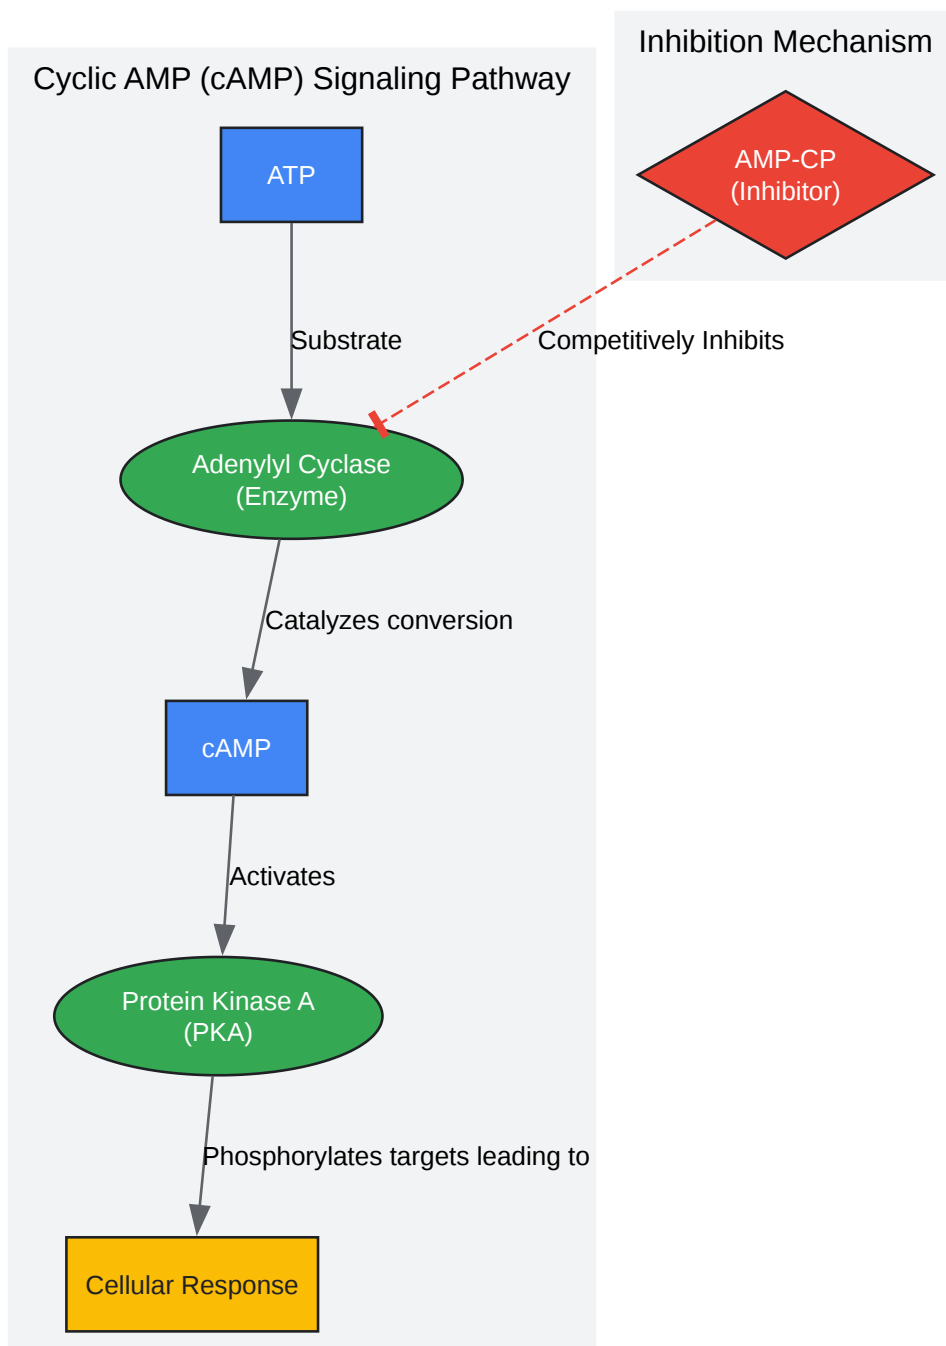 Inhibition Mechanism
Cyclic AMP (cAMP) Signaling Pathway
AMP-CP
(Inhibitor)
ATP
Substrate
Competitively Inhibits
Adenylyl Cyclase
(Enzyme)
Catalyzes conversion
cAMP
Activates
Protein Kinase A
(PKA)
Phosphorylates targets leading to
Cellular Response